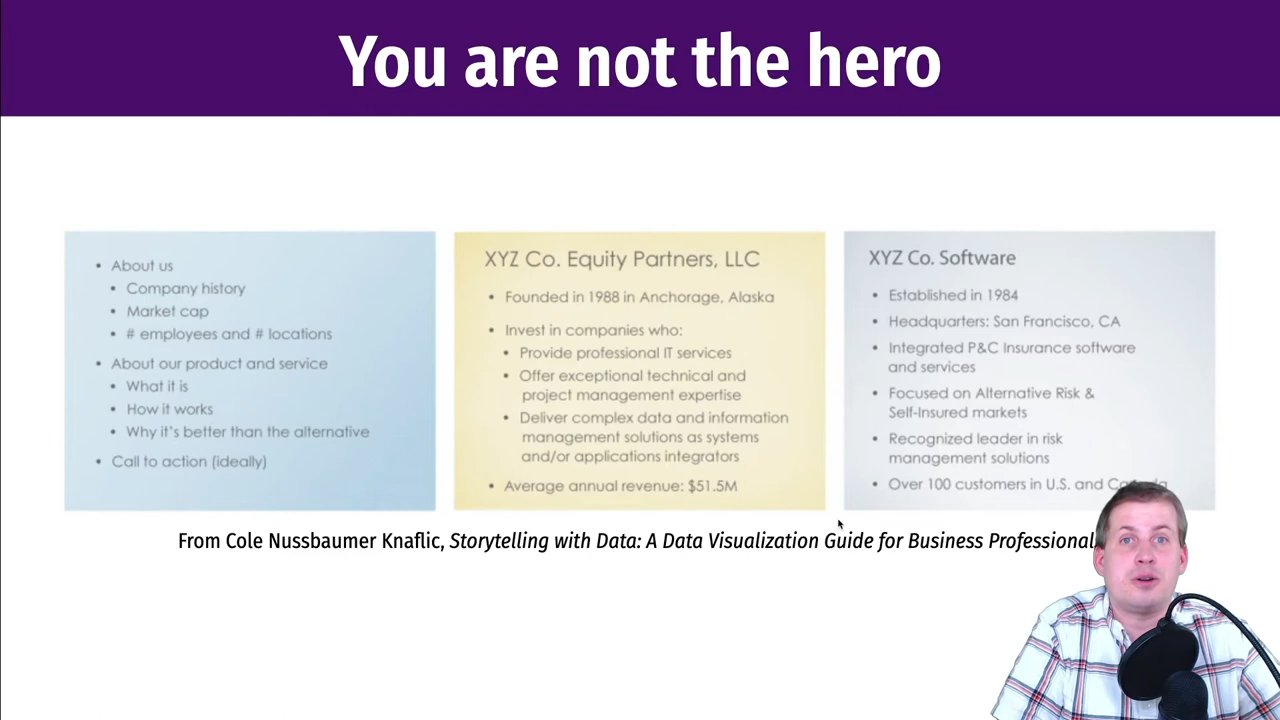 You are not the hero
• About us
• Company history
• Market cap
• # employees and # locations
• About our product and service
• What it is
• How it works
• Why it's better than the alternative
• Call to action (ideally)
XYZ Co. Equity Partners, LLC
• Founded in 1988 in Anchorage, Alaska
• Invest in companies who:
• Provide professional IT services
• Offer exceptional technical and
project management expertise
• Deliver complex data and information
management solutions as systems
and/or applications integrators
• Average annual revenue: $51.5M
XYZ Co. Software
• Established in 1984
• Headquarters: San Francisco, CA
• Integrated P&C Insurance software
and services
• Focused on Alternative Risk &
Self-Insured markets
• Recognized leader in risk
management solutions
• Over 100 customers in U.S. and
From Cole Nussbaumer Knaflic, Storytelling with Data: A Data Visualization Guide for Business